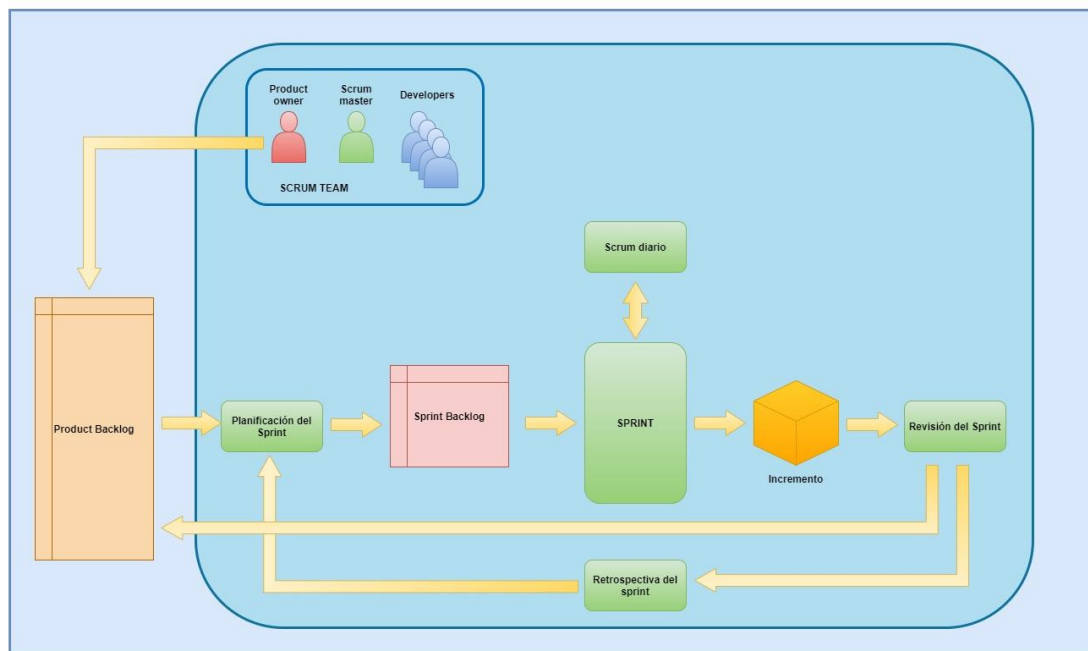 Product
owner
Scrum
master
Developers
SCRUM TEAM
Scrum diario
Product Backlog
Planificación del
Sprint
Sprint Backlog
SPRINT
Incremento
Revisión del Sprint
Retrospectiva del
sprint